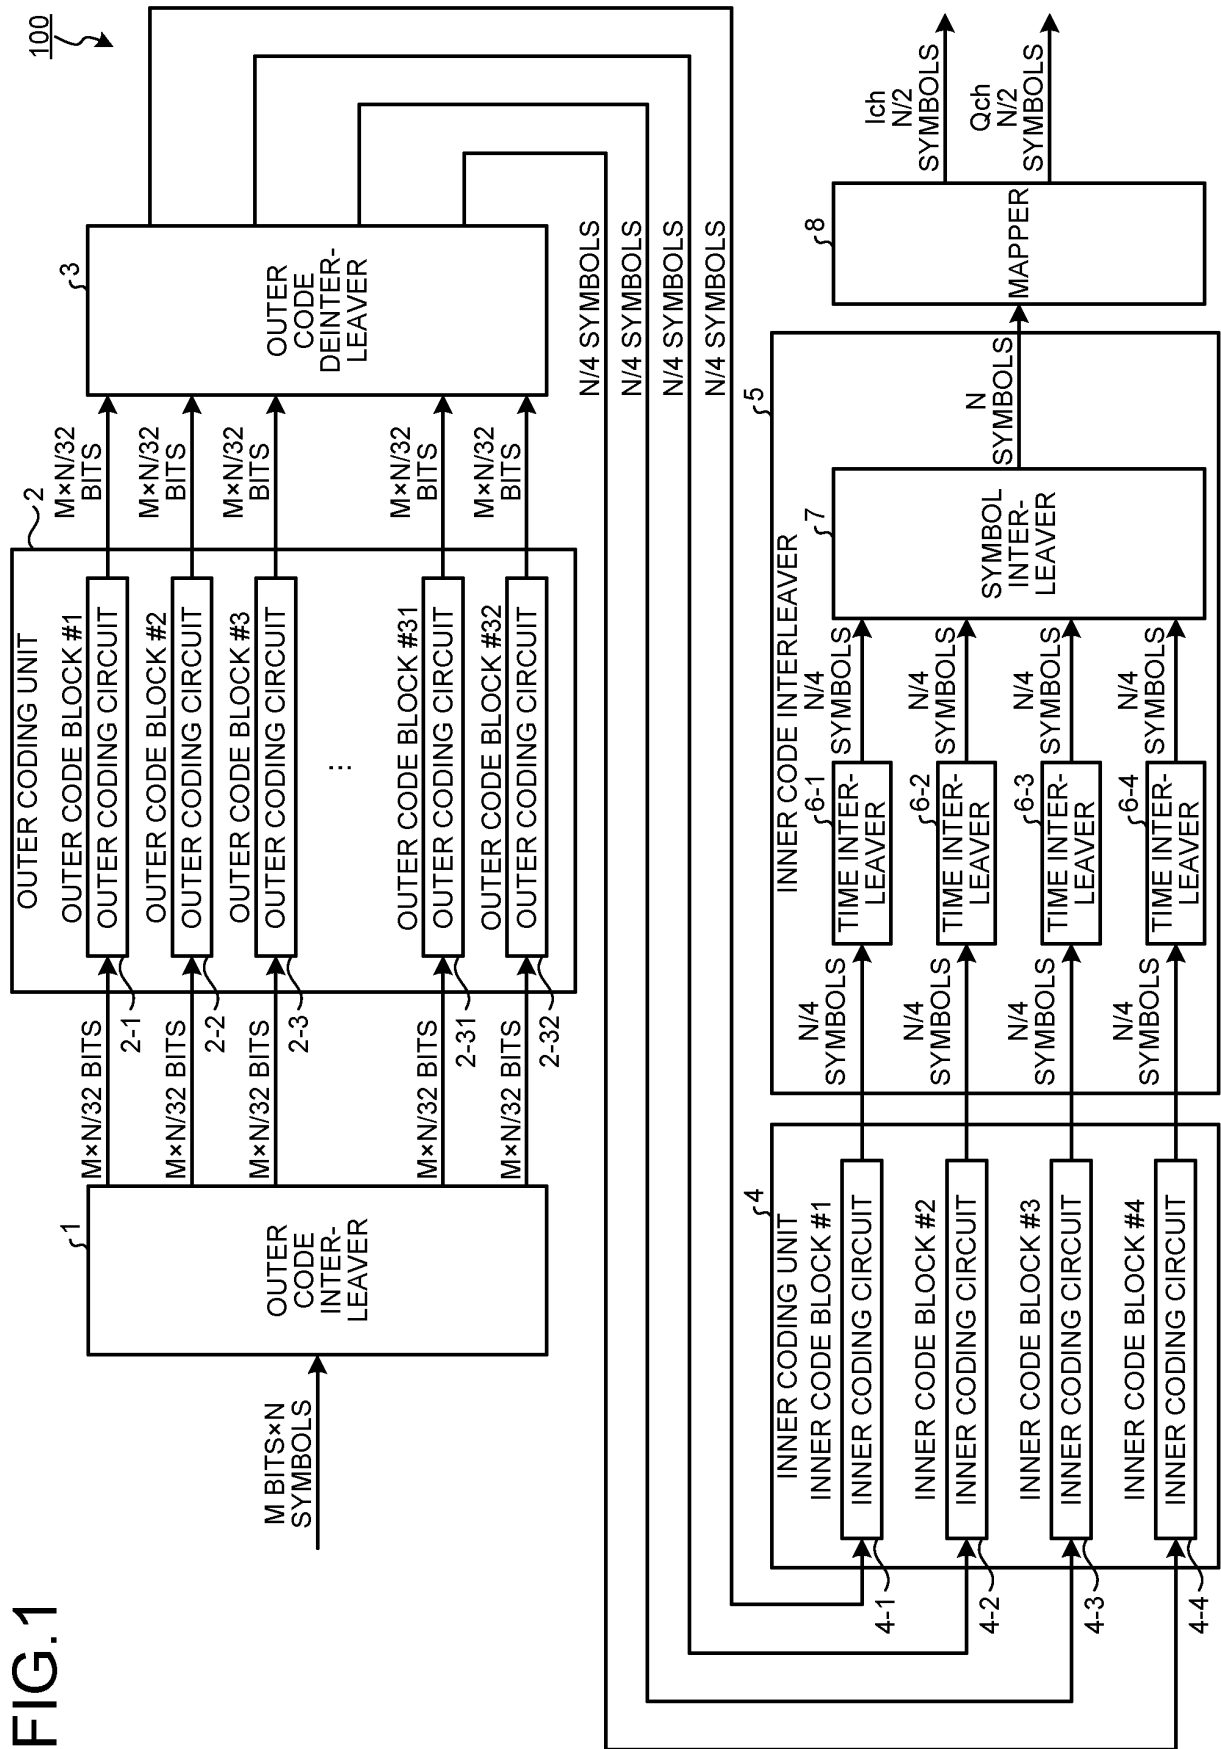 FIG.1
100
M BITS×N
SYMBOLS
1
OUTER
CODE
INTER-
LEAVER
M×N/32 BITS
M×N/32 BITS
M×N/32 BITS
M×N/32 BITS
M×N/32 BITS
2
OUTER CODING UNIT
OUTER CODE BLOCK #1
OUTER CODING CIRCUIT
2-1
OUTER CODE BLOCK #2
OUTER CODING CIRCUIT
2-2
OUTER CODE BLOCK #3
OUTER CODING CIRCUIT
2-3
...
OUTER CODE BLOCK #31
OUTER CODING CIRCUIT
2-31
OUTER CODE BLOCK #32
OUTER CODING CIRCUIT
2-32
M×N/32
BITS
M×N/32
BITS
M×N/32
BITS
M×N/32
BITS
M×N/32
BITS
3
OUTER
CODE
DEINTER-
LEAVER
N/4 SYMBOLS
N/4 SYMBOLS
N/4 SYMBOLS
N/4 SYMBOLS
4
INNER CODING UNIT
INNER CODE BLOCK #1
INNER CODING CIRCUIT
4-1
INNER CODE BLOCK #2
INNER CODING CIRCUIT
4-2
INNER CODE BLOCK #3
INNER CODING CIRCUIT
4-3
INNER CODE BLOCK #4
INNER CODING CIRCUIT
4-4
5
INNER CODE INTERLEAVER
N/4
SYMBOLS
N/4
SYMBOLS
N/4
SYMBOLS
N/4
SYMBOLS
6-1
TIME INTER-
LEAVER
6-2
TIME INTER-
LEAVER
6-3
TIME INTER-
LEAVER
6-4
TIME INTER-
LEAVER
N/4
SYMBOLS
N/4
SYMBOLS
N/4
SYMBOLS
N/4
SYMBOLS
7
SYMBOL
INTER-
LEAVER
N
SYMBOLS
8
MAPPER
Ich
N/2
SYMBOLS
Qch
N/2
SYMBOLS